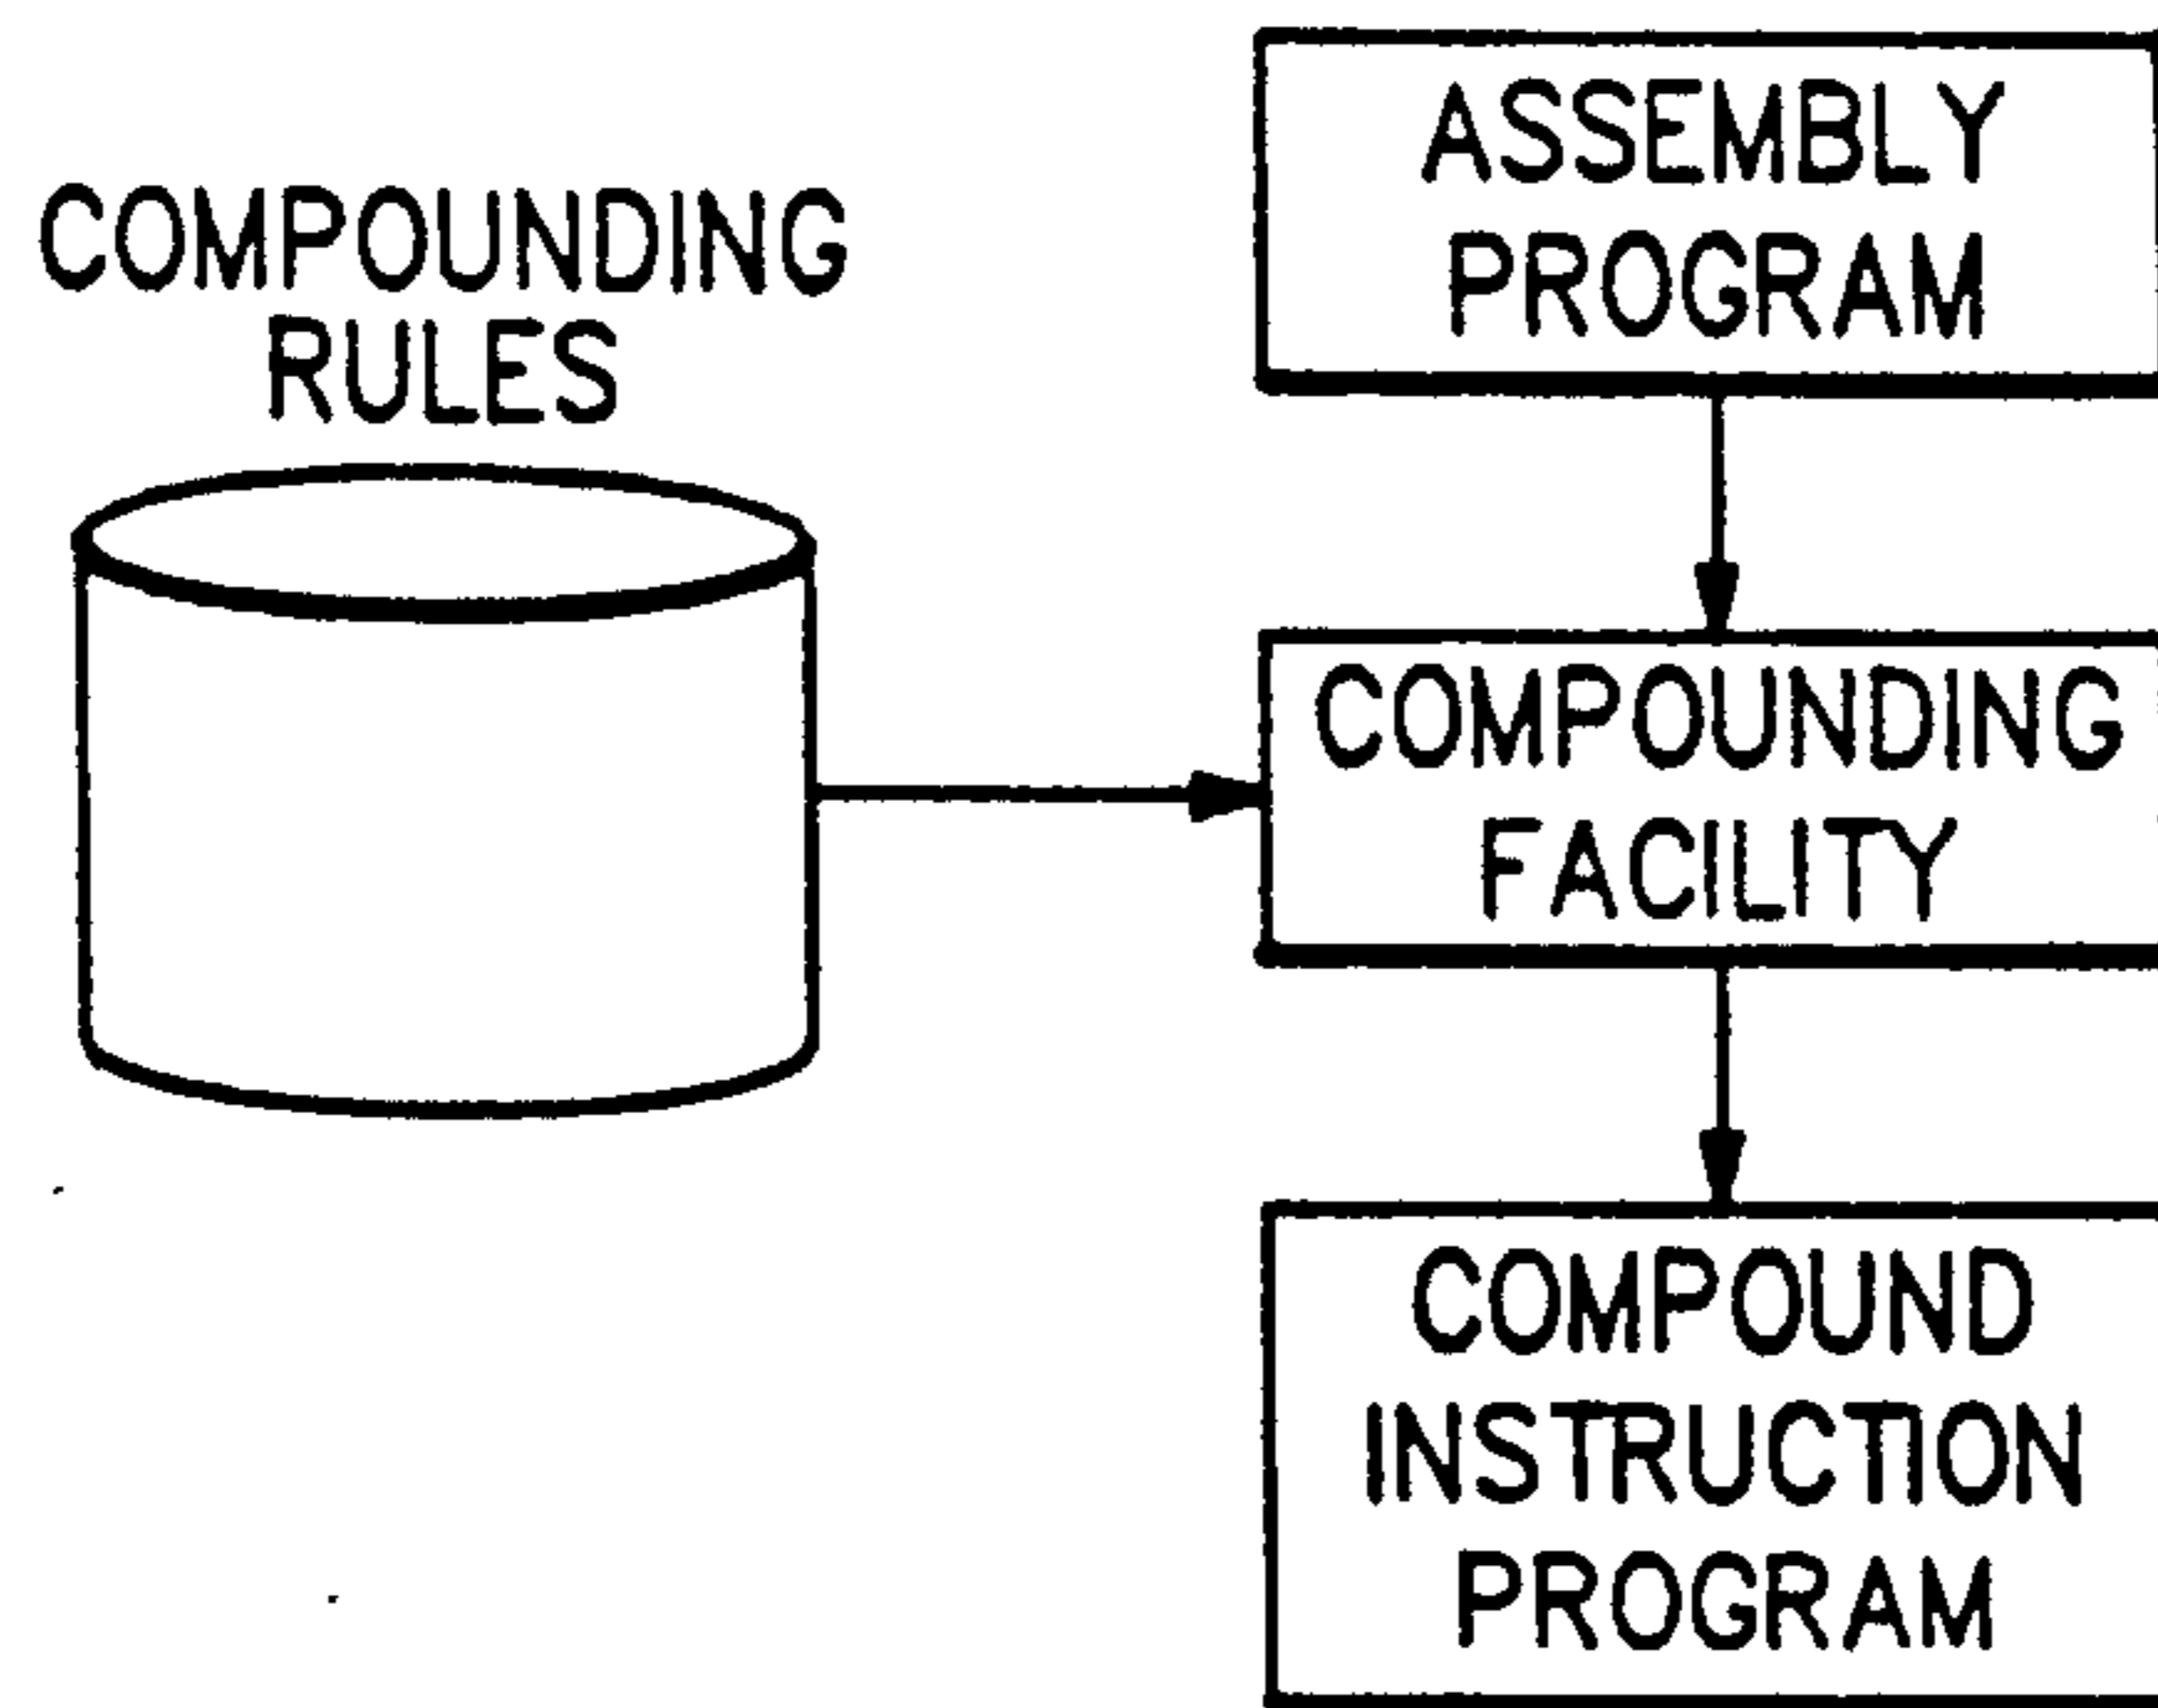 COMPOUNDING
RULES
ASSEMBLY
PROGRAM
COMPOUNDING
FACILITY
COMPOUND
INSTRUCTION
PROGRAM